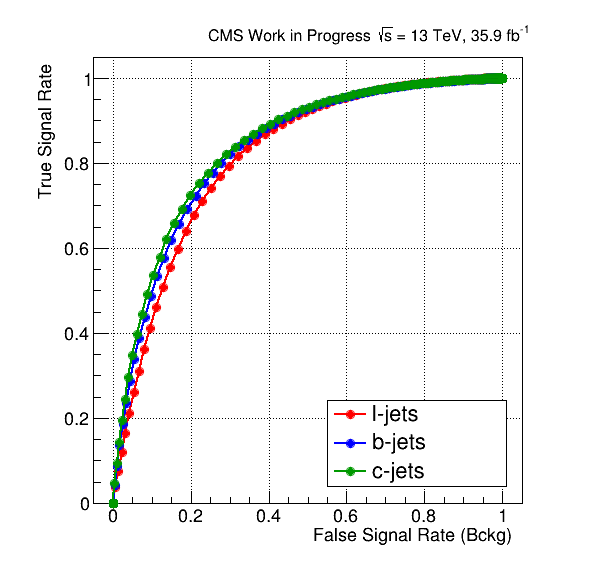 CMS Work in Progress √s = 13 TeV, 35.9 fb⁻¹
True Signal Rate
1
0.8
0.6
0.4
0.2
0
l-jets
b-jets
c-jets
0 0.2 0.4 0.6 0.8 1
False Signal Rate (Bckg)